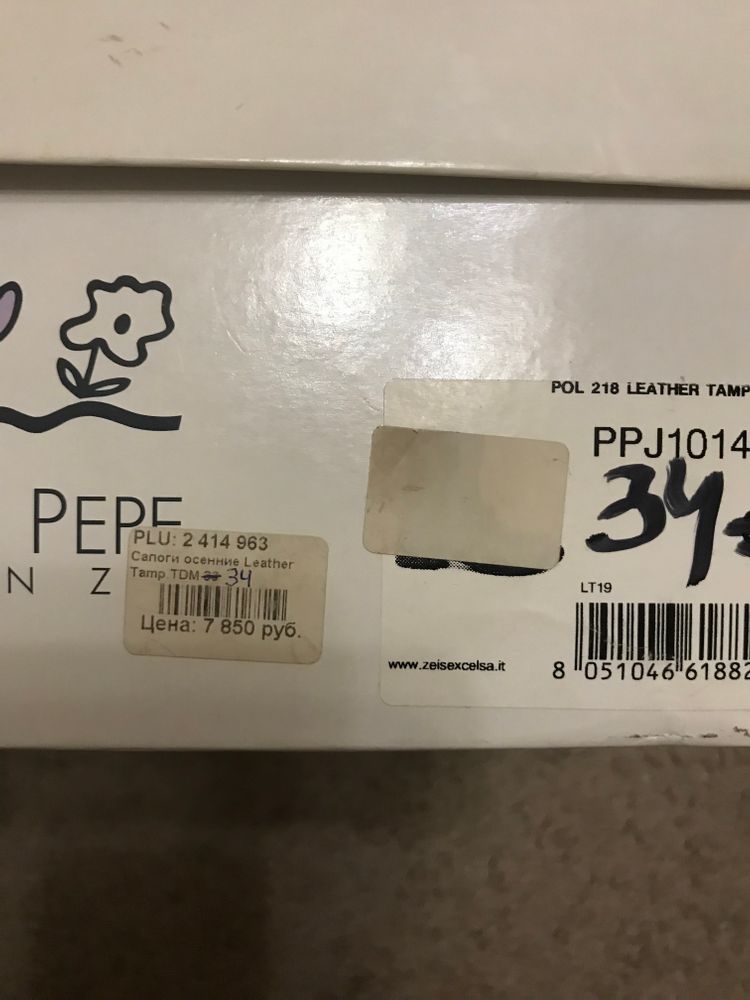 POL 218 LEATHER TAMP
PPJ1014
34
PEPE
N Z
PLU: 2 414 963
Сапоги осенние Leather
Tamp.TDM 34
Цена: 7 850 руб.
LT19
www.zeisexcelsa.it
8 051046 61882